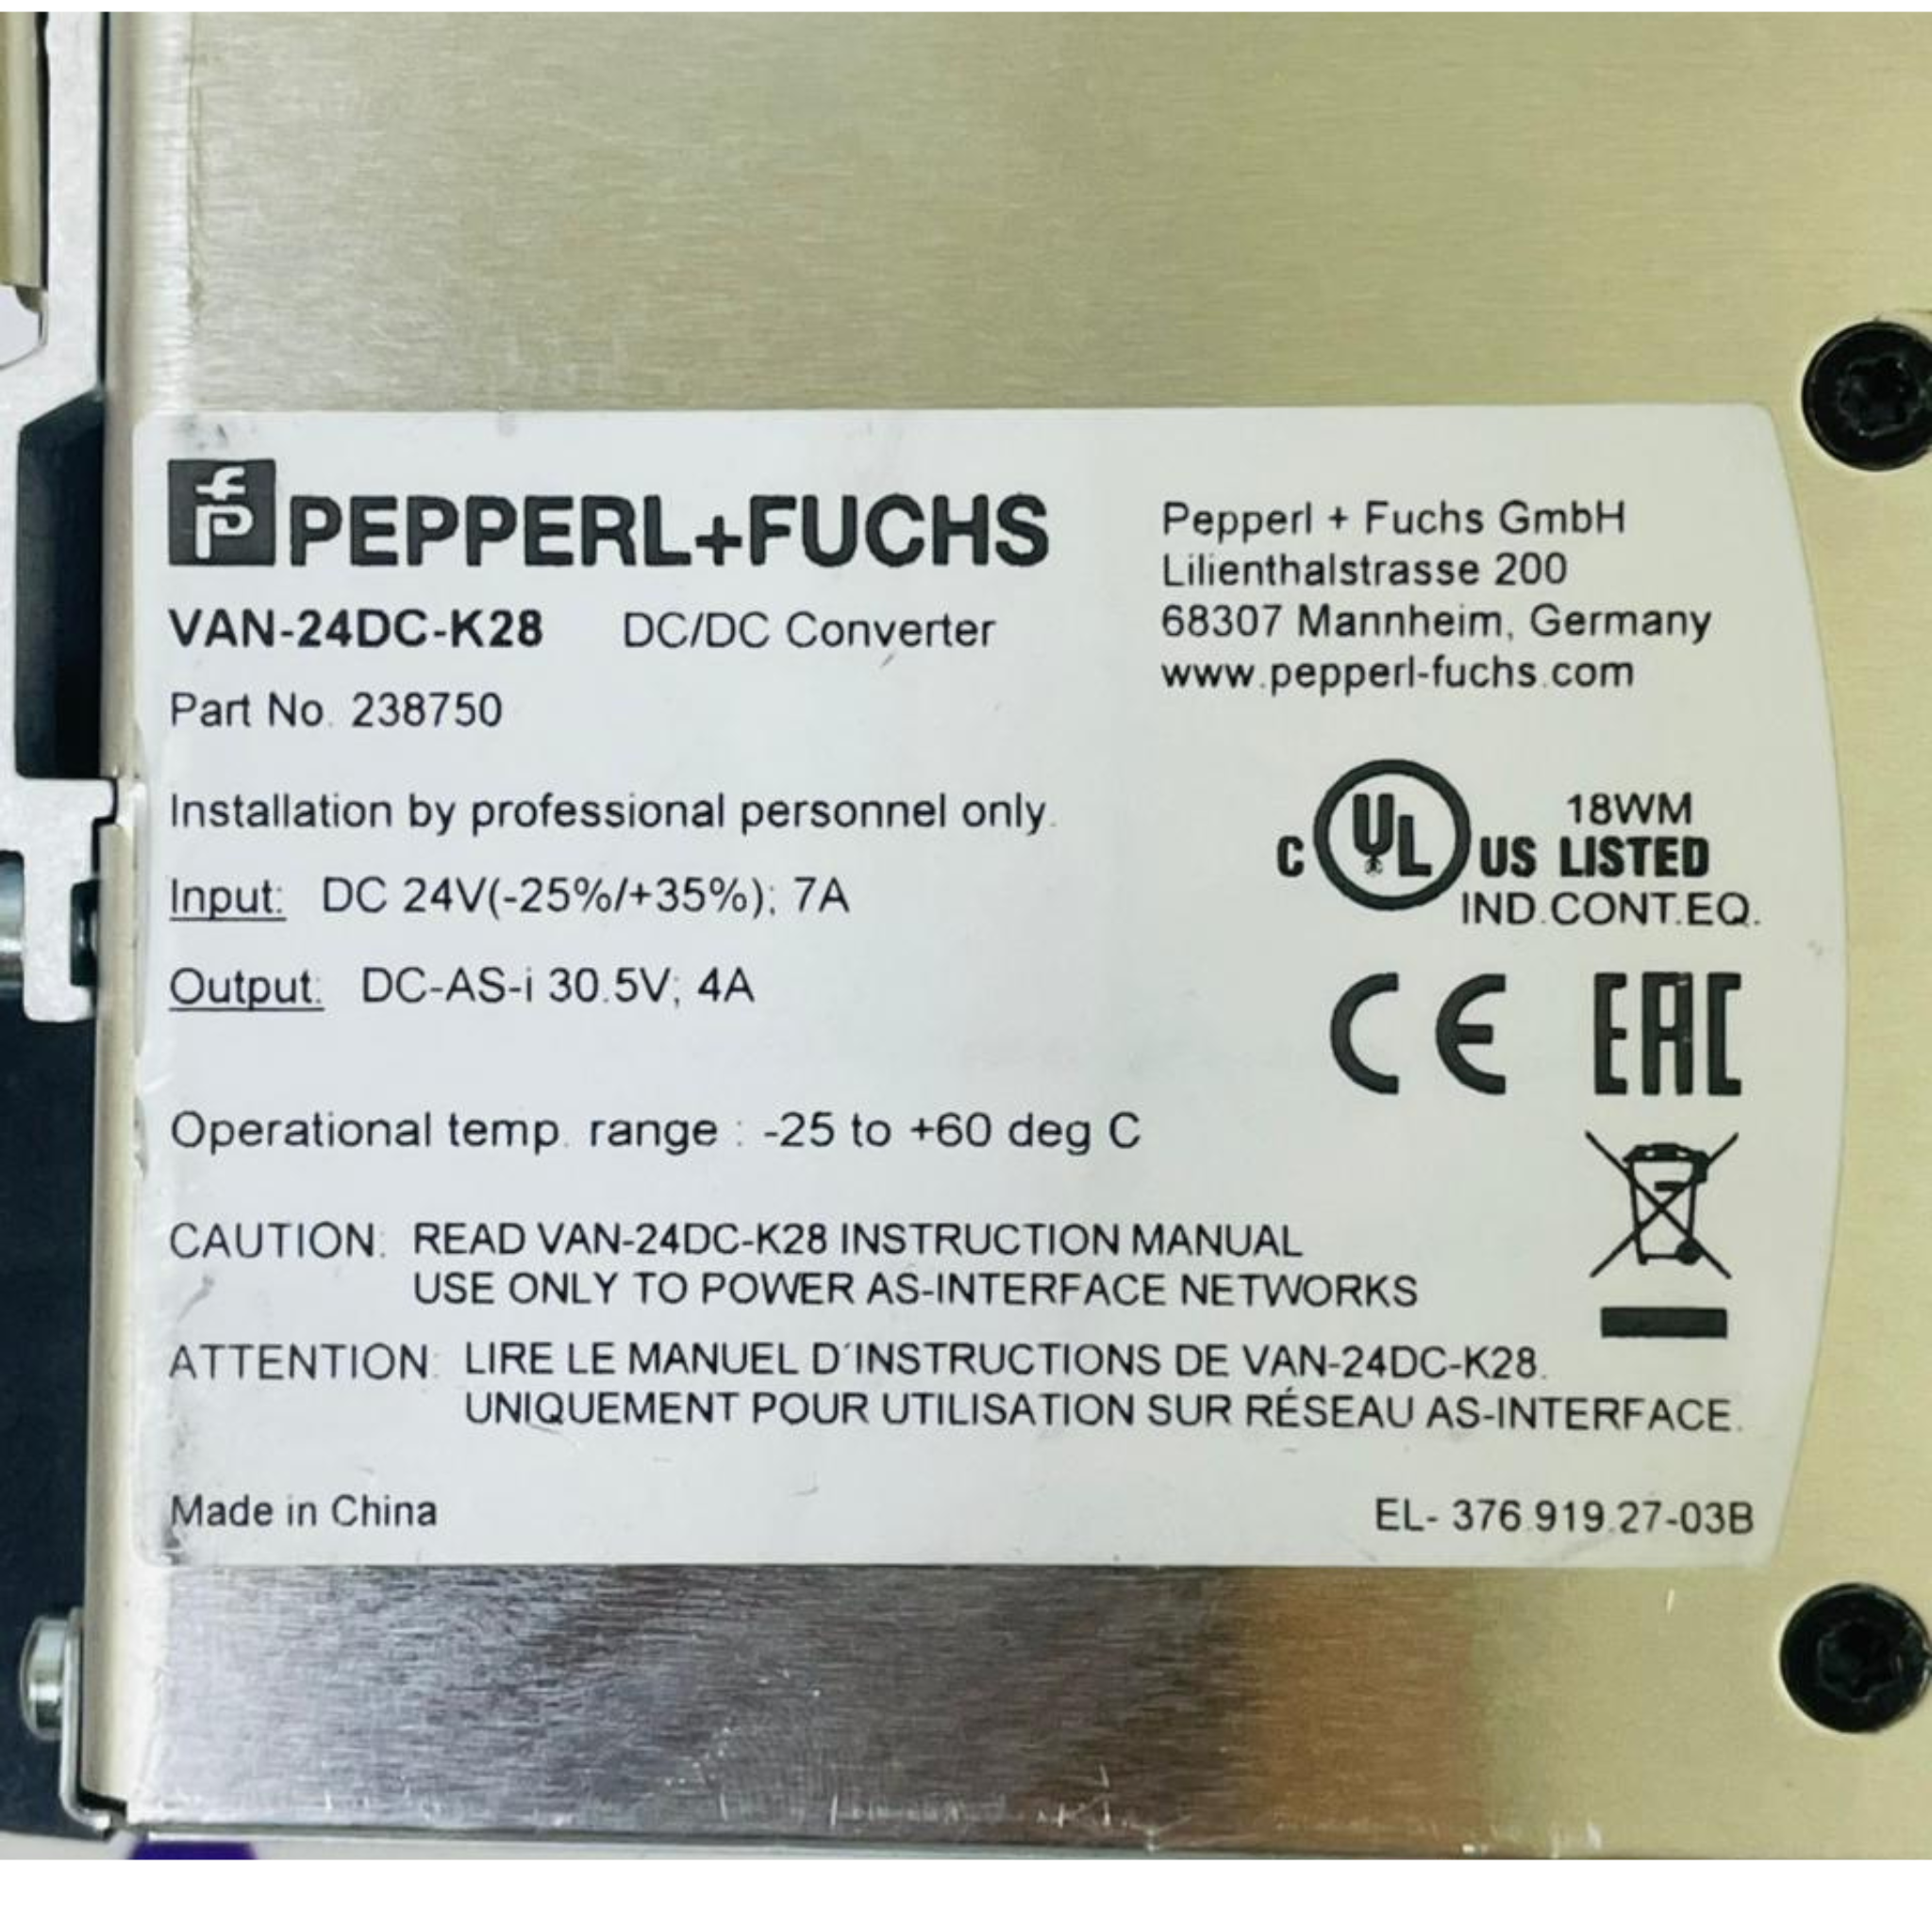 PEPPERL+FUCHS
VAN-24DC-K28 DC/DC Converter
Part No. 238750
Pepperl + Fuchs GmbH
Lilienthalstrasse 200
68307 Mannheim, Germany
www.pepperl-fuchs.com
Installation by professional personnel only.
Input: DC 24V(-25%/+35%); 7A
Output: DC-AS-i 30.5V; 4A
C UL US LISTED
18WM
IND.CONT.EQ.
CE EAC
Operational temp. range : -25 to +60 deg C
CAUTION: READ VAN-24DC-K28 INSTRUCTION MANUAL
USE ONLY TO POWER AS-INTERFACE NETWORKS
ATTENTION: LIRE LE MANUEL D´INSTRUCTIONS DE VAN-24DC-K28.
UNIQUEMENT POUR UTILISATION SUR RÉSEAU AS-INTERFACE.
Made in China
EL- 376.919.27-03B